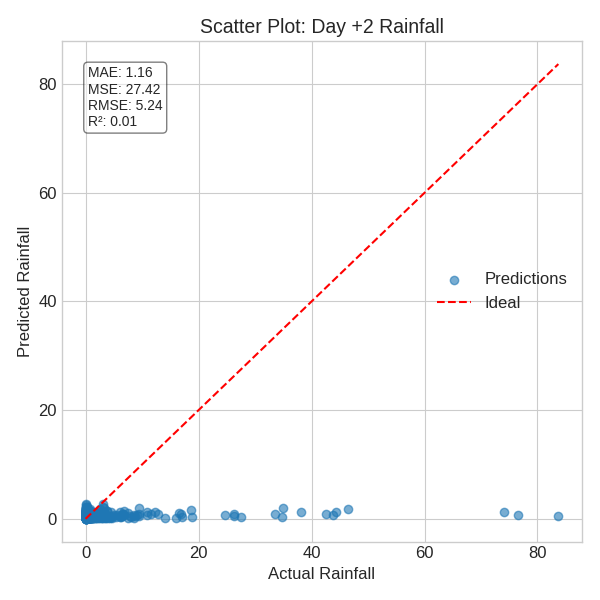 Scatter Plot: Day +2 Rainfall
MAE: 1.16
MSE: 27.42
RMSE: 5.24
R²: 0.01
80
60
40
20
0
Predicted Rainfall
Predictions
Ideal
0 20 40 60 80
Actual Rainfall